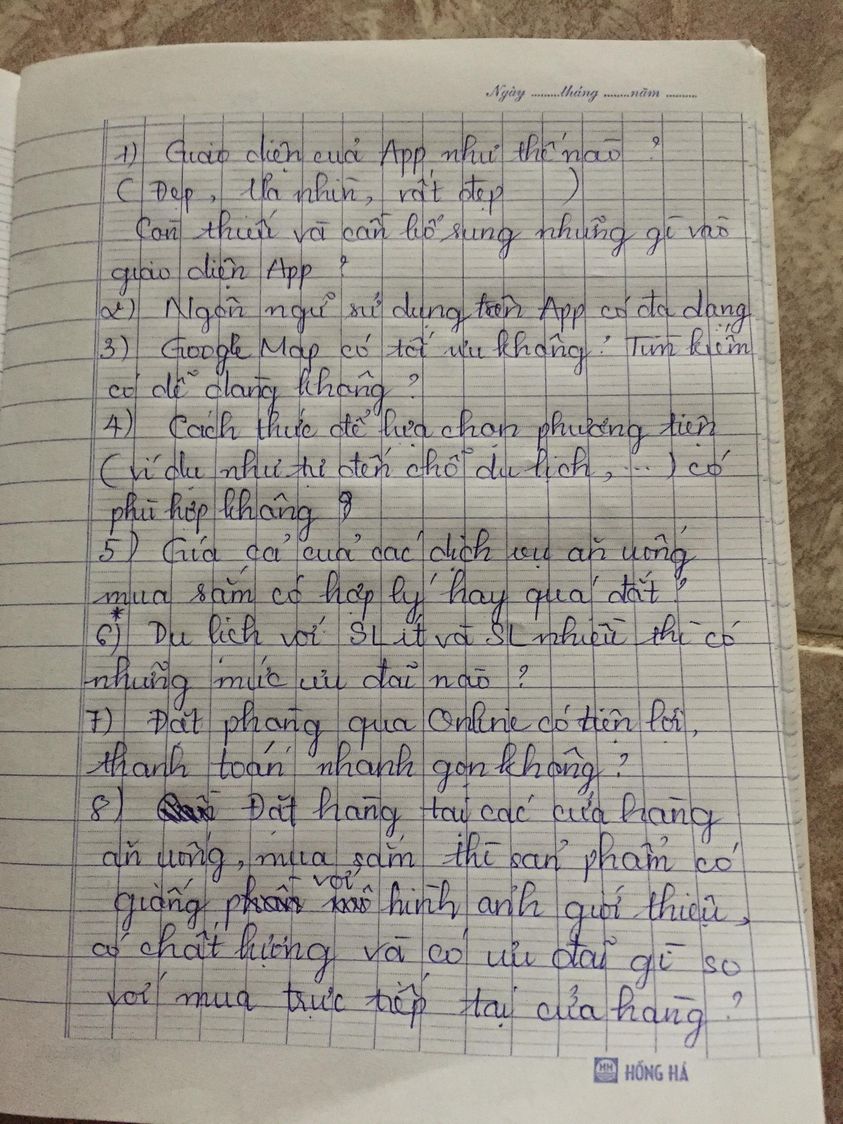 Ngày ........tháng .......năm .........
1) Giao diện của App như thế nào ?
( Đẹp, ưa nhìn, rất đẹp )
Còn thiếu và cần bổ sung những gì vào
giao diện App ?
2) Ngôn ngữ sử dụng trên App có đa dạng
3) Google Map có tối ưu không? Tìm kiếm
có dễ dàng không?
4) Cách thức để lựa chọn phương tiện
(ví dụ như từ đến chỗ du lịch, ...) có
phù hợp không ?
5) Giá cả của các dịch vụ ăn uống
mua sắm có hợp lý hay quá đắt ?
6)* Du lịch với SL ít và SL nhiều thì có
những mức ưu đãi nào ?
7) Đặt phòng qua Online có tiện lợi,
thanh toán nhanh gọn không?
8) Đặt hàng tại các cửa hàng
ăn uống, mua sắm thì sản phẩm có
giống với hình ảnh giới thiệu,
có chất lượng và có ưu đãi gì so
với mua trực tiếp tại cửa hàng ?
HH HỒNG HÀ